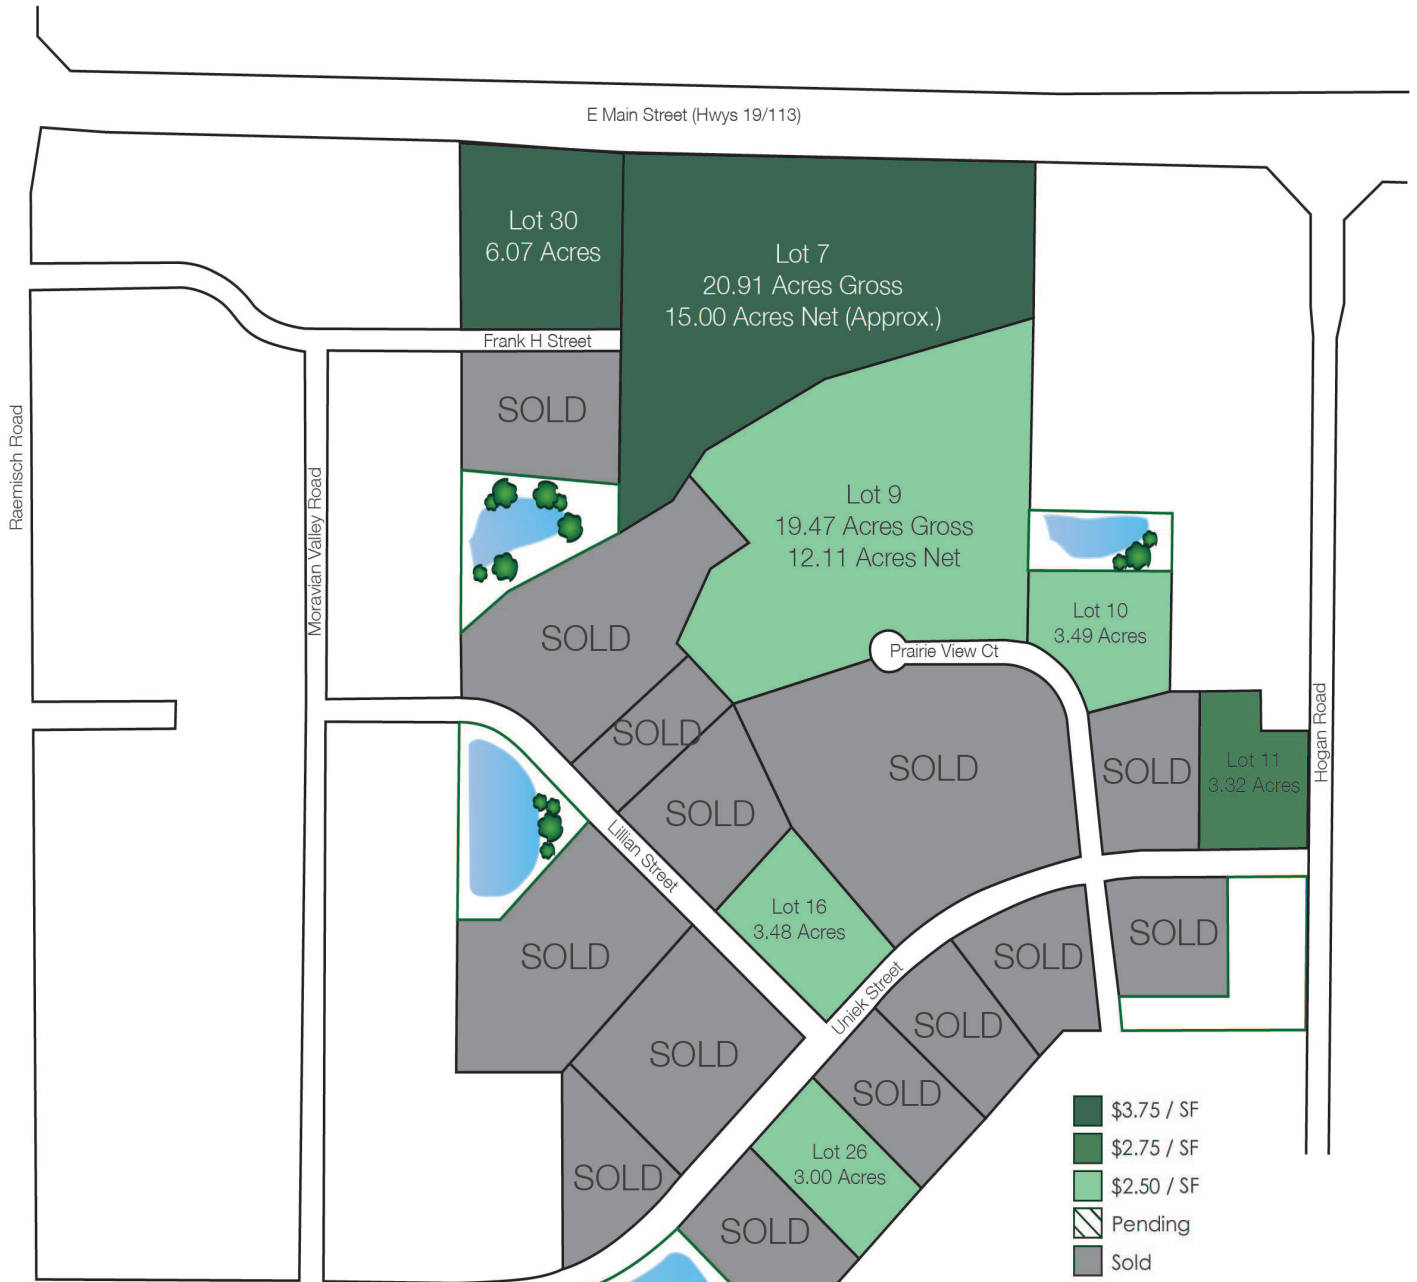 E Main Street (Hwys 19/113)
Lot 30
6.07 Acres
Lot 7
20.91 Acres Gross
15.00 Acres Net (Approx.)
Frank H Street
SOLD
Raemisch Road
Moravian Valley Road
Lot 9
19.47 Acres Gross
12.11 Acres Net
Lot 10
3.49 Acres
SOLD
Prairie View Ct
Hogan Road
SOLD
SOLD
SOLD
Lot 11
3.32 Acres
SOLD
Lillian Street
Lot 16
3.48 Acres
SOLD
SOLD
SOLD
Uniek Street
SOLD
SOLD
SOLD
Lot 26
3.00 Acres
SOLD
SOLD
SOLD
$3.75 / SF
$2.75 / SF
$2.50 / SF
Pending
Sold